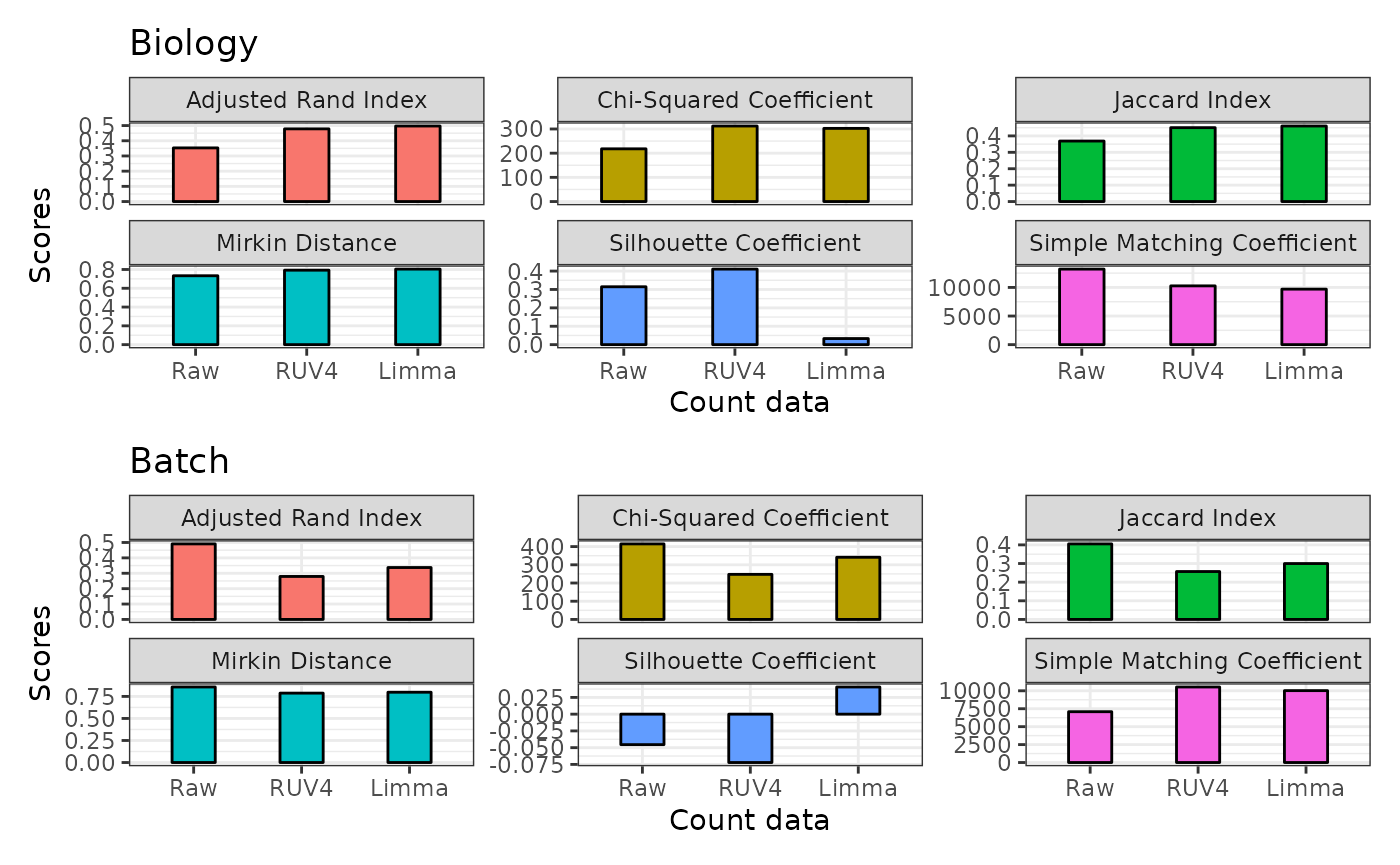 Biology
Adjusted Rand Index
Chi-Squared Coefficient
Jaccard Index
0.5
0.4
0.3
0.2
0.1
0.0
300
200
100
0
0.4
0.3
0.2
0.1
0.0
Mirkin Distance
Silhouette Coefficient
Simple Matching Coefficient
0.8
0.6
0.4
0.2
0.0
0.4
0.3
0.2
0.1
0.0
10000
5000
0
Scores
Raw RUV4 Limma
Raw RUV4 Limma
Raw RUV4 Limma
Count data
Batch
Adjusted Rand Index
Chi-Squared Coefficient
Jaccard Index
0.5
0.4
0.3
0.2
0.1
0.0
400
300
200
100
0
0.4
0.3
0.2
0.1
0.0
Mirkin Distance
Silhouette Coefficient
Simple Matching Coefficient
0.75
0.50
0.25
0.00
0.025
0.000
-0.025
-0.050
-0.075
10000
7500
5000
2500
0
Scores
Raw RUV4 Limma
Raw RUV4 Limma
Raw RUV4 Limma
Count data